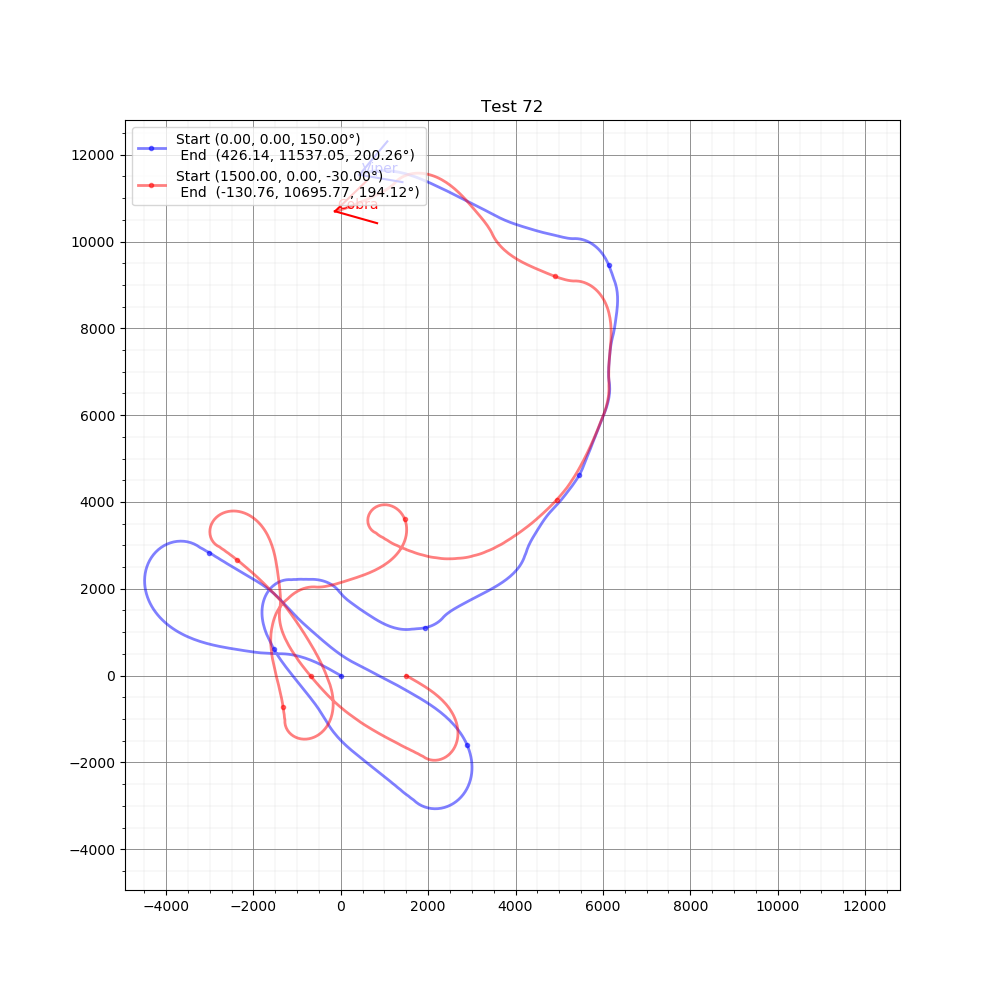 Test 72
Start (0.00, 0.00, 150.00°)
End  (426.14, 11537.05, 200.26°)
Start (1500.00, 0.00, -30.00°)
End  (-130.76, 10695.77, 194.12°)
Viper
Cobra
12000
10000
8000
6000
4000
2000
0
−2000
−4000
−4000 −2000 0 2000 4000 6000 8000 10000 12000